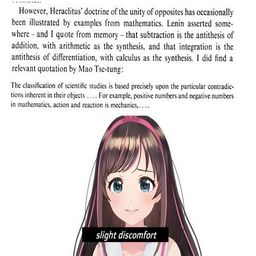 However, Heraclitus' doctrine of the unity of opposites has occasionally
been illustrated by examples from mathematics. Lenin asserted some-
where – and I quote from memory – that subtraction is the antithesis of
addition, with arithmetic as the synthesis, and that integration is the
antithesis of differentiation, with calculus as the synthesis. I did find a
relevant quotation by Mao Tse-tung:
The classification of scientific studies is based precisely upon the particular contradic-
tions inherent in their objects .... For example, positive numbers and negative numbers
in mathematics, action and reaction is mechanics,....
slight discomfort